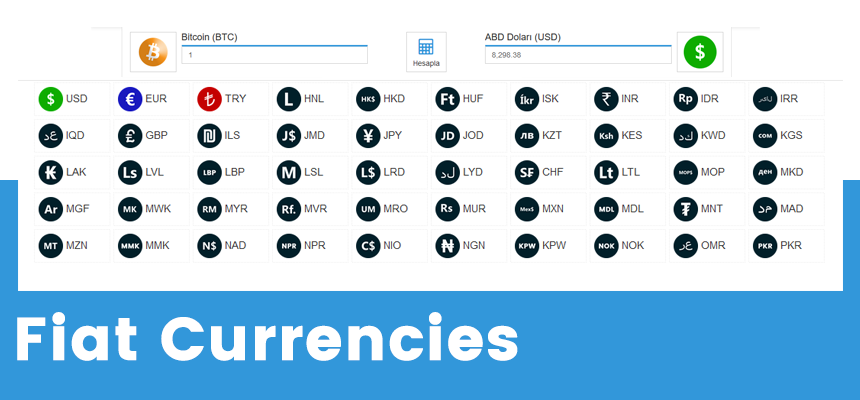 Bitcoin (BTC) ABD Doları (USD)
1 8,298.38
Hesapla
$ USD € EUR ₺ TRY L HNL HK$ HKD Ft HUF íkr ISK ₹ INR Rp IDR IRR
ع.د IQD £ GBP ₪ ILS J$ JMD ¥ JPY JD JOD лв KZT Ksh KES د.ك KWD сом KGS
₭ LAK Ls LVL LBP LBP M LSL L$ LRD ل.د LYD SF CHF Lt LTL MOP$ MOP ден MKD
Ar MGF MK MWK RM MYR Rf. MVR UM MRO Rs MUR Mex$ MXN MDL MDL ₮ MNT د.م MAD
MT MZN MMK MMK N$ NAD NPR NPR C$ NIO ₦ NGN KPW KPW NOK NOK ر.ع OMR PKR PKR
Fiat Currencies